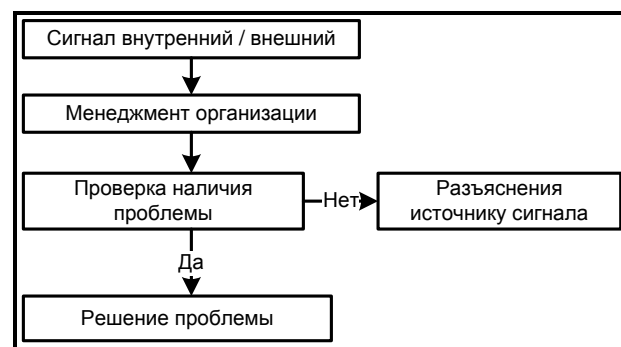 Сигнал внутренний / внешний
Менеджмент организации
Проверка наличия
проблемы
Нет
Разъяснения
источнику сигнала
Да
Решение проблемы